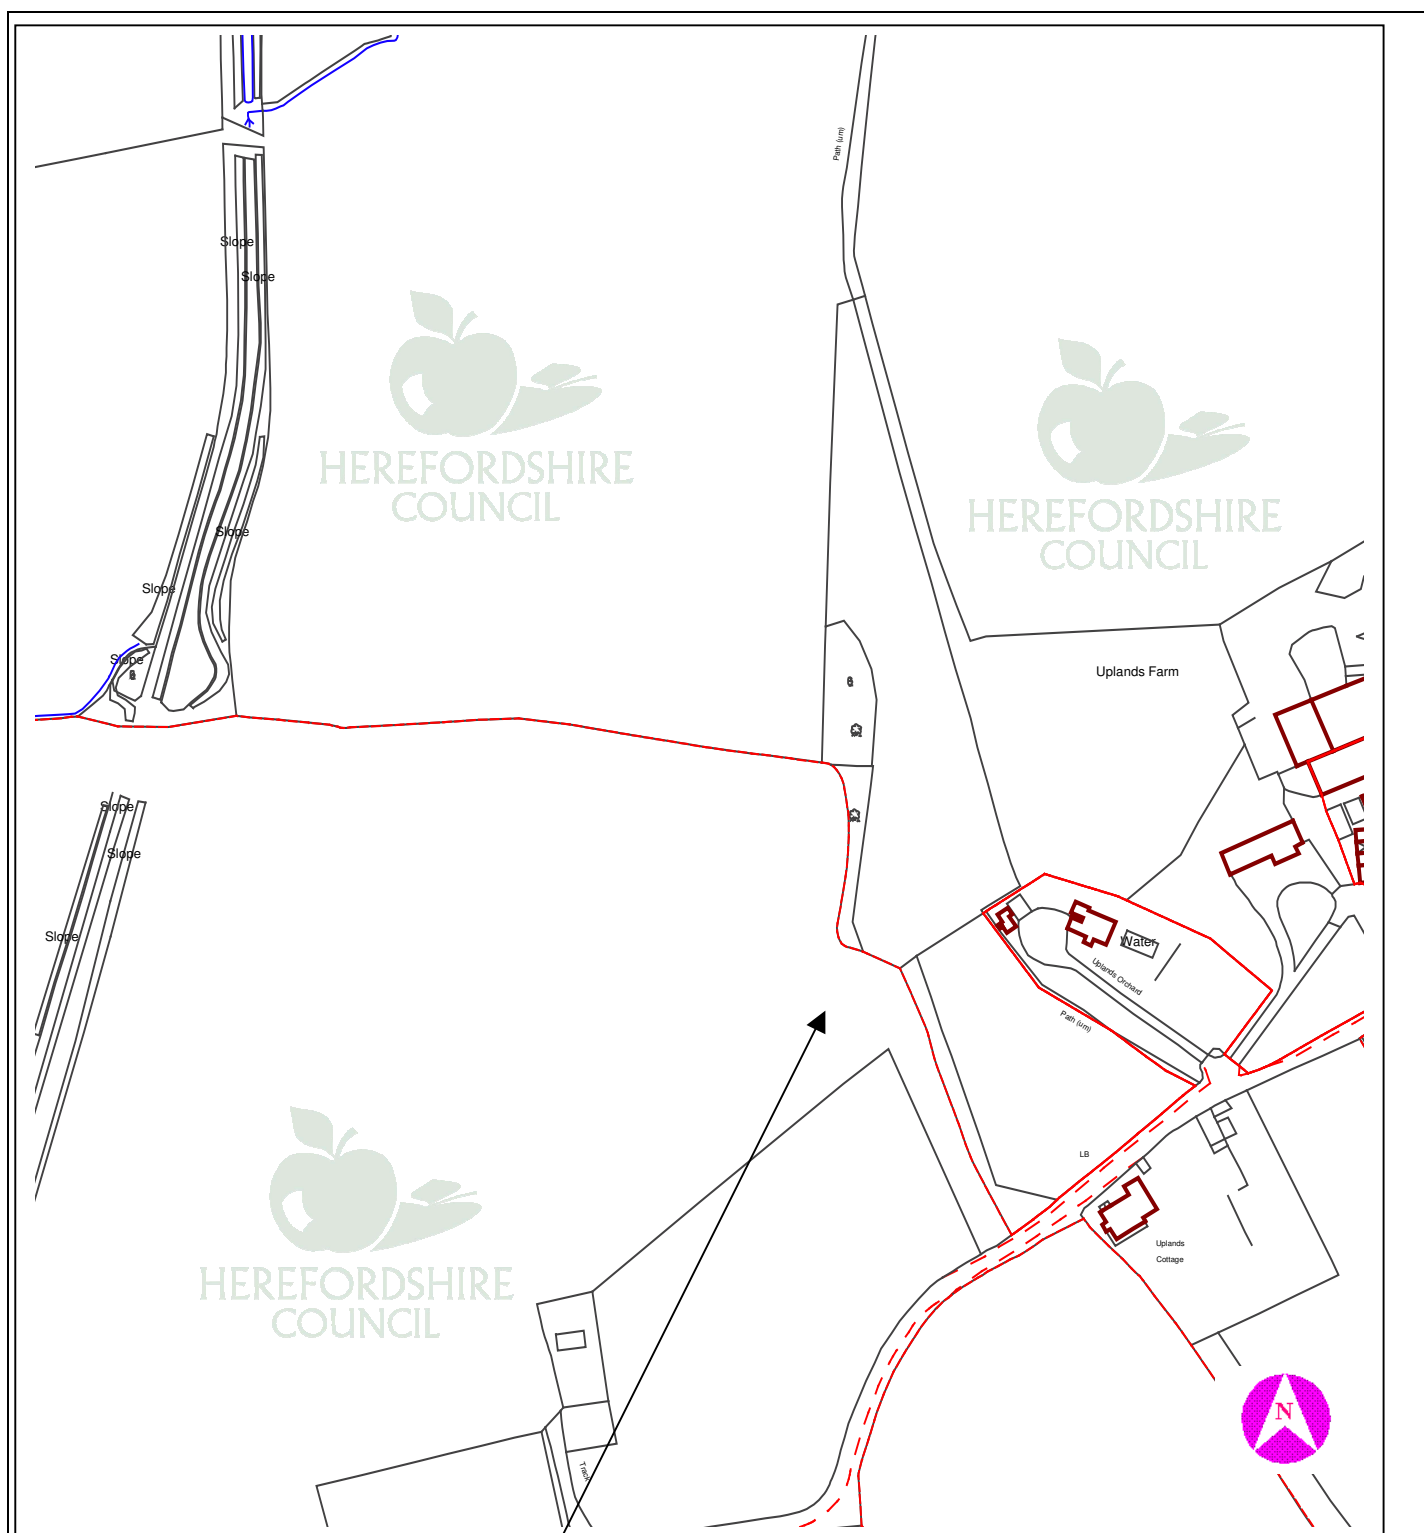 Path (um)
Slope
Slope
HEREFORDSHIRE
COUNCIL
HEREFORDSHIRE
COUNCIL
Slope
Slope
Slope
Uplands Farm
Slope
Slope
Slope
Water
Uplands Orchard
Path (um)
LB
HEREFORDSHIRE
COUNCIL
Uplands
Cottage
N
Track